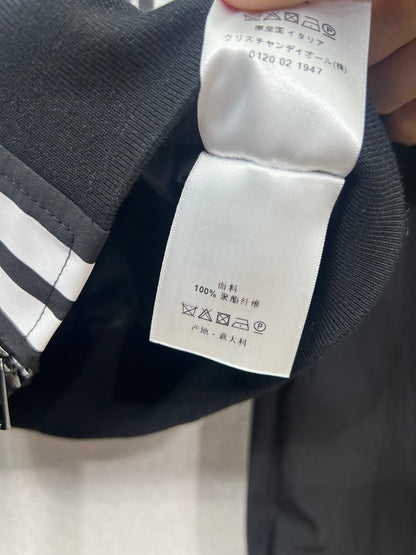 原産国イタリア
クリスチャンディオール(株)
0120 02 1947
面料
100% 聚酯纤维
产地 - 意大利